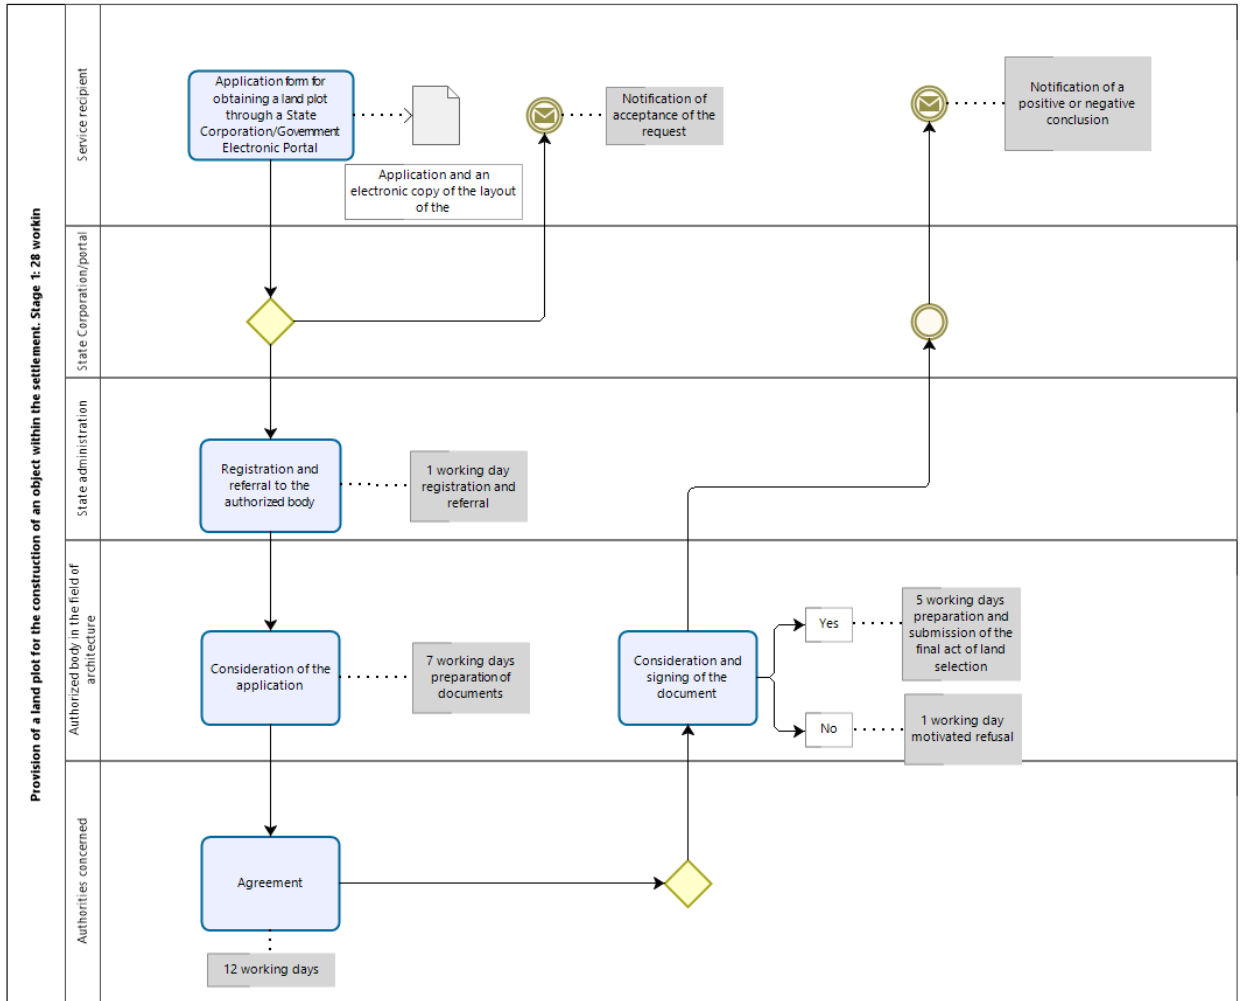 Provision of a land plot for the construction of an object within the settlement. Stage 1: 28 workin
Service recipient
Application form for
obtaining a land plot
through a State
Corporation/Government
Electronic Portal
Application and an
electronic copy of the layout
of the
Notification of
acceptance of the
request
Notification of a
positive or negative
conclusion
State Corporation/portal
State administration
Registration and
referral to the
authorized body
1 working day
registration and
referral
Authorized body in the field of
architecture
Consideration of the
application
7 working days
preparation of
documents
Consideration and
signing of the
document
Yes
5 working days
preparation and
submission of the
final act of land
selection
No
1 working day
motivated refusal
Authorities concerned
Agreement
12 working days